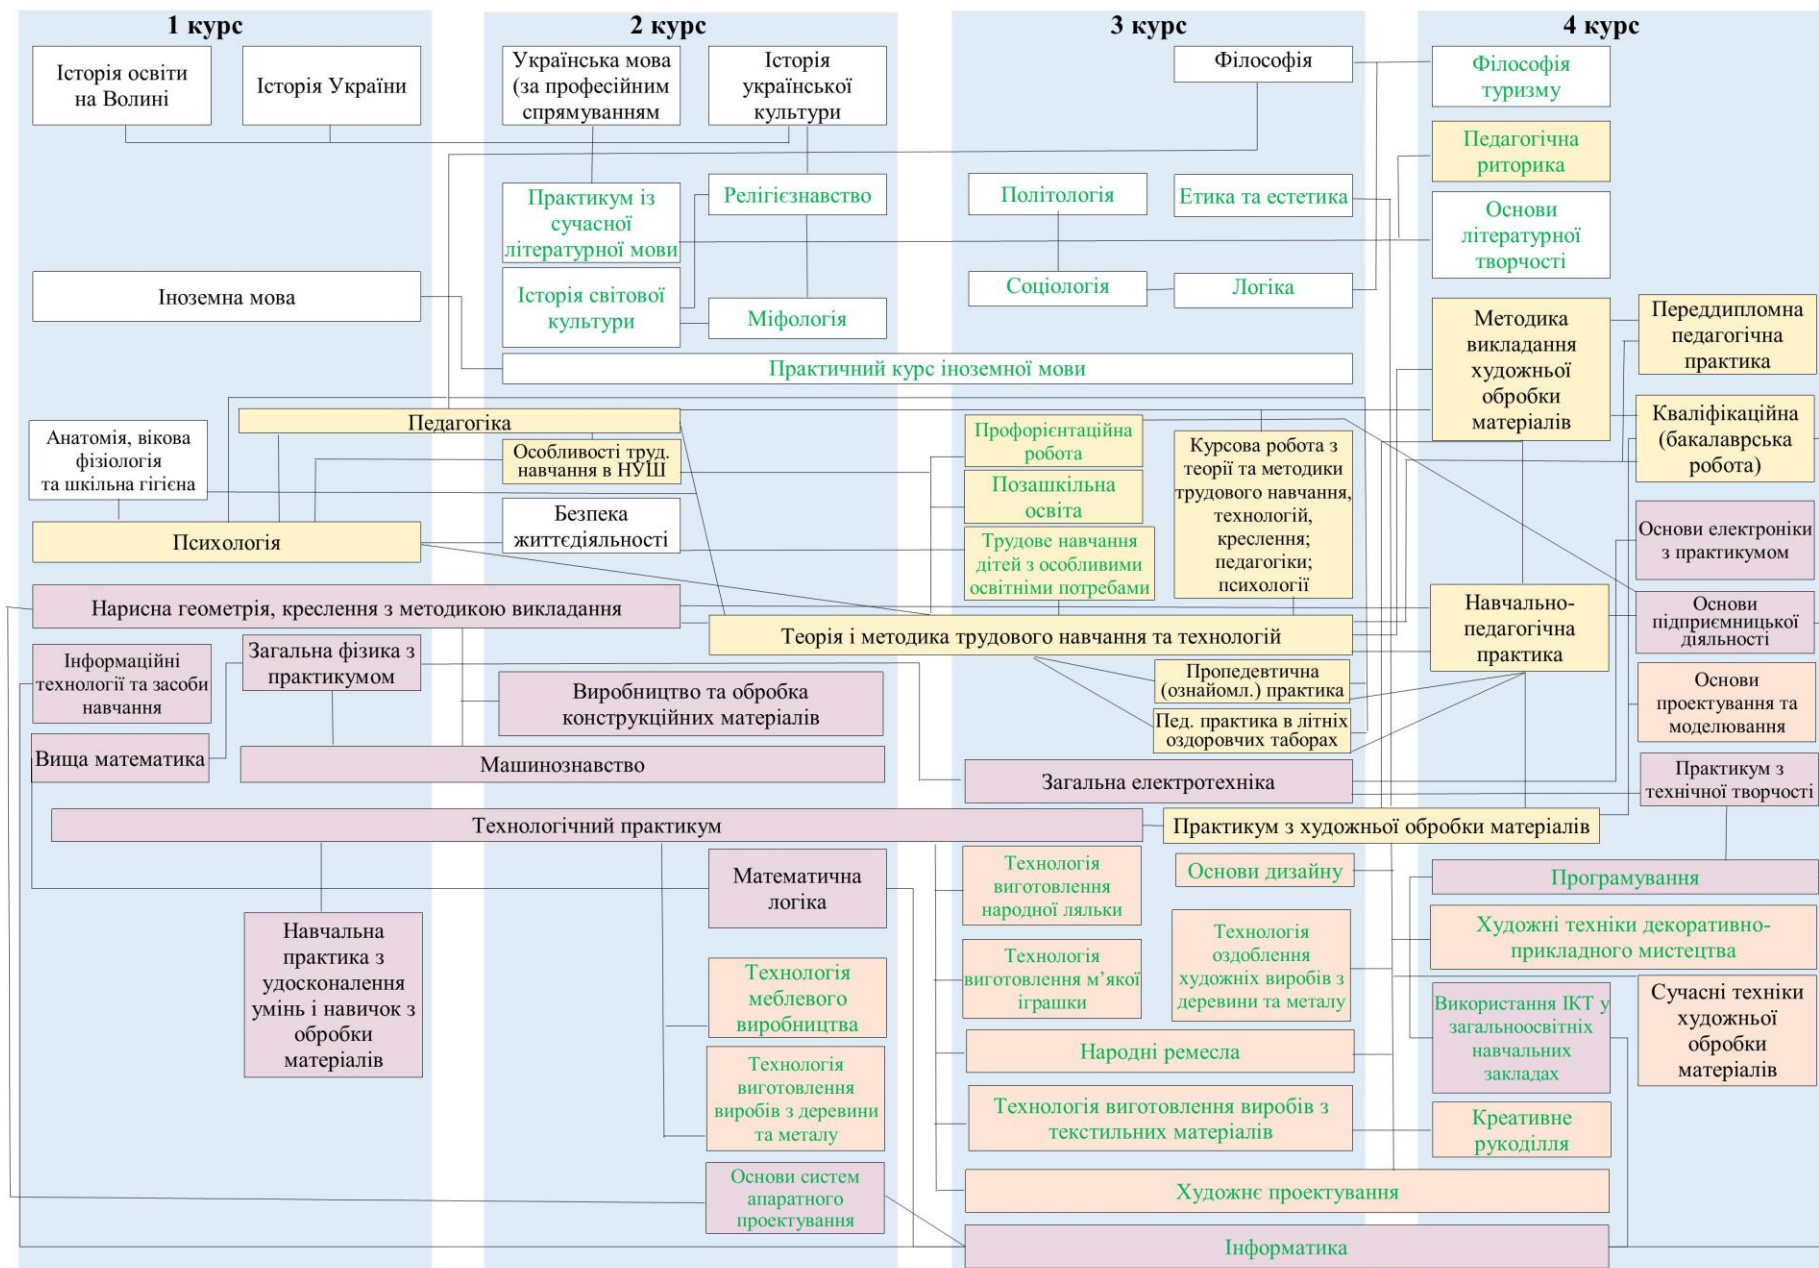 1 курс
Історія освіти
на Волині
Історія України
Іноземна мова
Анатомія, вікова
фізіологія
та шкільна гігієна
Педагогіка
Психологія
Нарисна геометрія, креслення з методикою викладання
Інформаційні
технології та засоби
навчання
Загальна фізика з
практикумом
Вища математика
Машинознавство
Технологічний практикум
Навчальна
практика з
удосконалення
умінь і навичок з
обробки
матеріалів
2 курс
Українська мова
(за професійним
спрямуванням
Історія
української
культури
Практикум із
сучасної
літературної мови
Релігієзнавство
Історія світової
культури
Міфологія
Практичний курс іноземної мови
Особливості труд.
навчання в НУШ
Безпека
життєдіяльності
Виробництво та обробка
конструкційних матеріалів
Математична
логіка
Технологія
меблевого
виробництва
Технологія
виготовлення
виробів з деревини
та металу
Основи систем
апаратного
проектування
3 курс
Філософія
Політологія
Етика та естетика
Соціологія
Логіка
Профорієнтаційна
робота
Позашкільна
освіта
Трудове навчання
дітей з особливими
освітніми потребами
Курсова робота з
теорії та методики
трудового навчання,
технологій,
креслення;
педагогіки;
психології
Теорія і методика трудового навчання та технологій
Пропедевтична
(ознайомл.) практика
Пед. практика в літніх
оздоровчих таборах
Загальна електротехніка
Практикум з художньої обробки матеріалів
Технологія
виготовлення
народної ляльки
Основи дизайну
Технологія
виготовлення м’якої
іграшки
Технологія
оздоблення
художніх виробів з
деревини та металу
Народні ремесла
Технологія виготовлення виробів з
текстильних матеріалів
Художнє проектування
Інформатика
4 курс
Філософія
туризму
Педагогічна
риторика
Основи
літературної
творчості
Методика
викладання
художньої
обробки
матеріалів
Переддипломна
педагогічна
практика
Кваліфікаційна
(бакалаврська
робота)
Основи електроніки
з практикумом
Навчально-
педагогічна
практика
Основи
підприємницької
діяльності
Основи
проектування та
моделювання
Практикум з
технічної творчості
Програмування
Художні техніки декоративно-
прикладного мистецтва
Використання ІКТ у
загальноосвітніх
навчальних
закладах
Сучасні техніки
художньої
обробки
матеріалів
Креативне
рукоділля